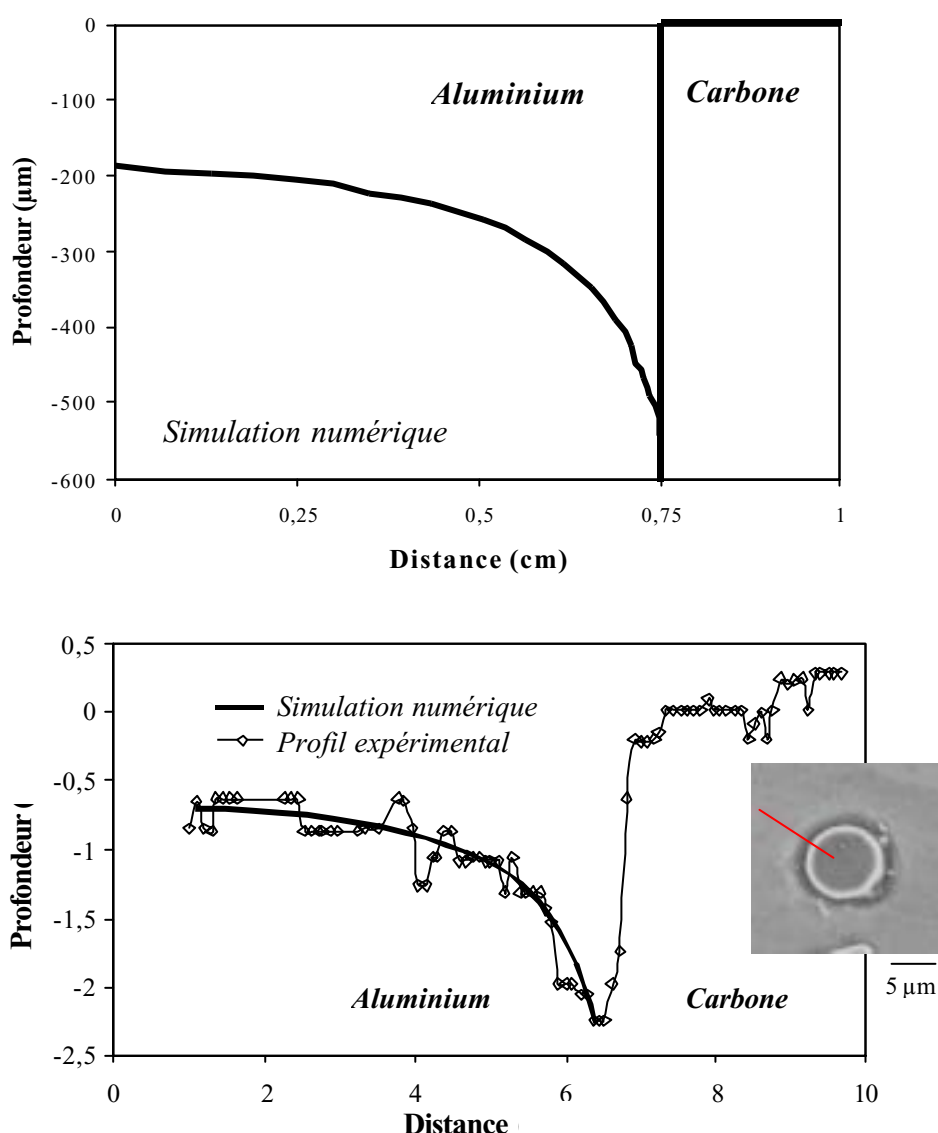 0
-100
-200
-300
-400
-500
-600
Profondeur (µm)
Aluminium
Carbone
Simulation numérique
0
0,25
0,5
0,75
1
Distance (cm)
0,5
0
-0,5
-1
-1,5
-2
-2,5
Profondeur (
Simulation numérique
Profil expérimental
Aluminium
Carbone
5 µm
0
2
4
6
8
10
Distance